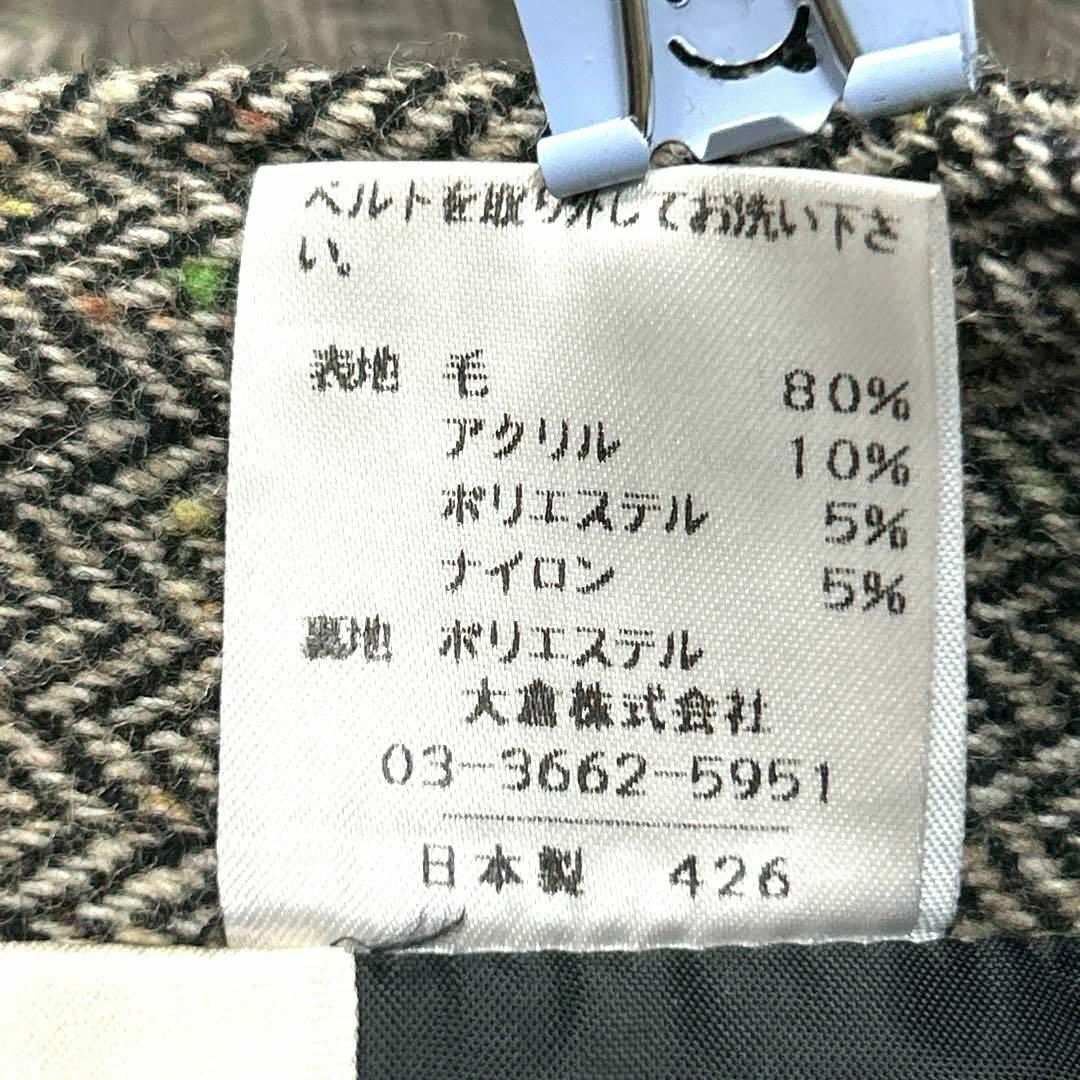 ベルトを取り外してお洗い下さ
い。
表地 毛 80%
アクリル 10%
ポリエステル 5%
ナイロン 5%
裏地 ポリエステル
大倉株式会社
03-3662-5951
日本製 426